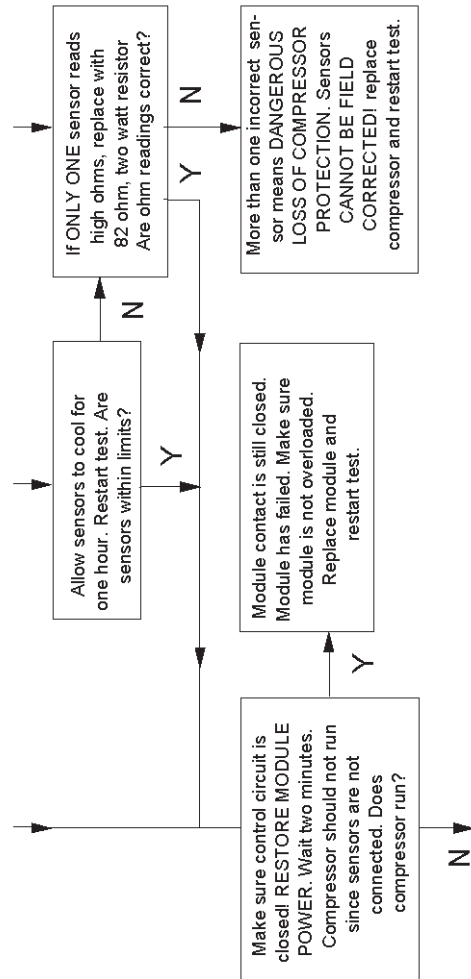 If ONLY ONE sensor reads
high ohms, replace with
82 ohm, two watt resistor
Are ohm readings correct?
N
Y
More than one incorrect sen-
sor means DANGEROUS
LOSS OF COMPRESSOR
PROTECTION. Sensors
CANNOT BE FIELD
CORRECTED! replace
compressor and restart test.
N
Allow sensors to cool for
one hour. Restart test. Are
sensors within limits?
Y
Module contact is still closed.
Module has failed. Make sure
module is not overloaded.
Replace module and
restart test.
Y
Make sure control circuit is
closed! RESTORE MODULE
POWER. Wait two minutes.
Compressor should not run
since sensors are not
connected. Does
compressor run?
N